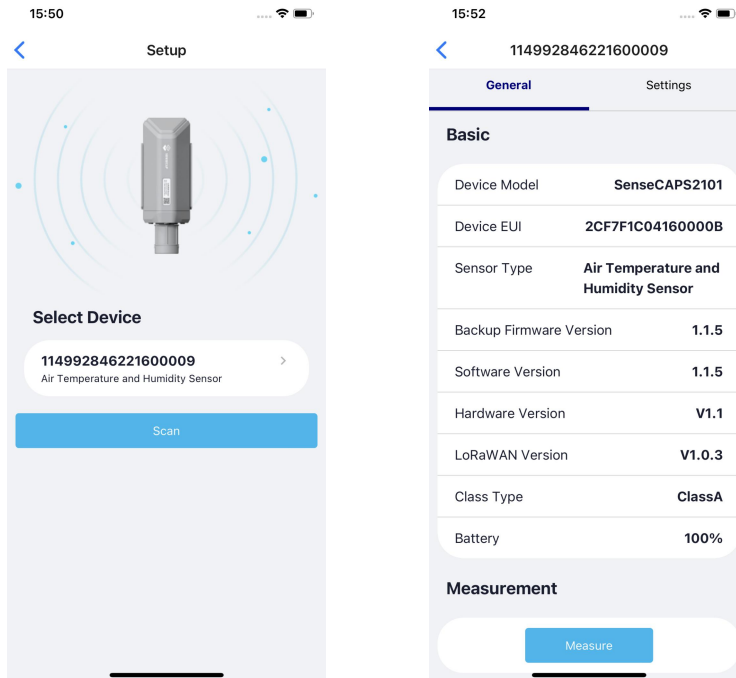 15:50
Setup
Select Device
114992846221600009
Air Temperature and Humidity Sensor
Scan
15:52
114992846221600009
General
Settings
Basic
Device Model SenseCAPS2101
Device EUI 2CF7F1C04160000B
Sensor Type Air Temperature and
Humidity Sensor
Backup Firmware Version 1.1.5
Software Version 1.1.5
Hardware Version V1.1
LoRaWAN Version V1.0.3
Class Type ClassA
Battery 100%
Measurement
Measure